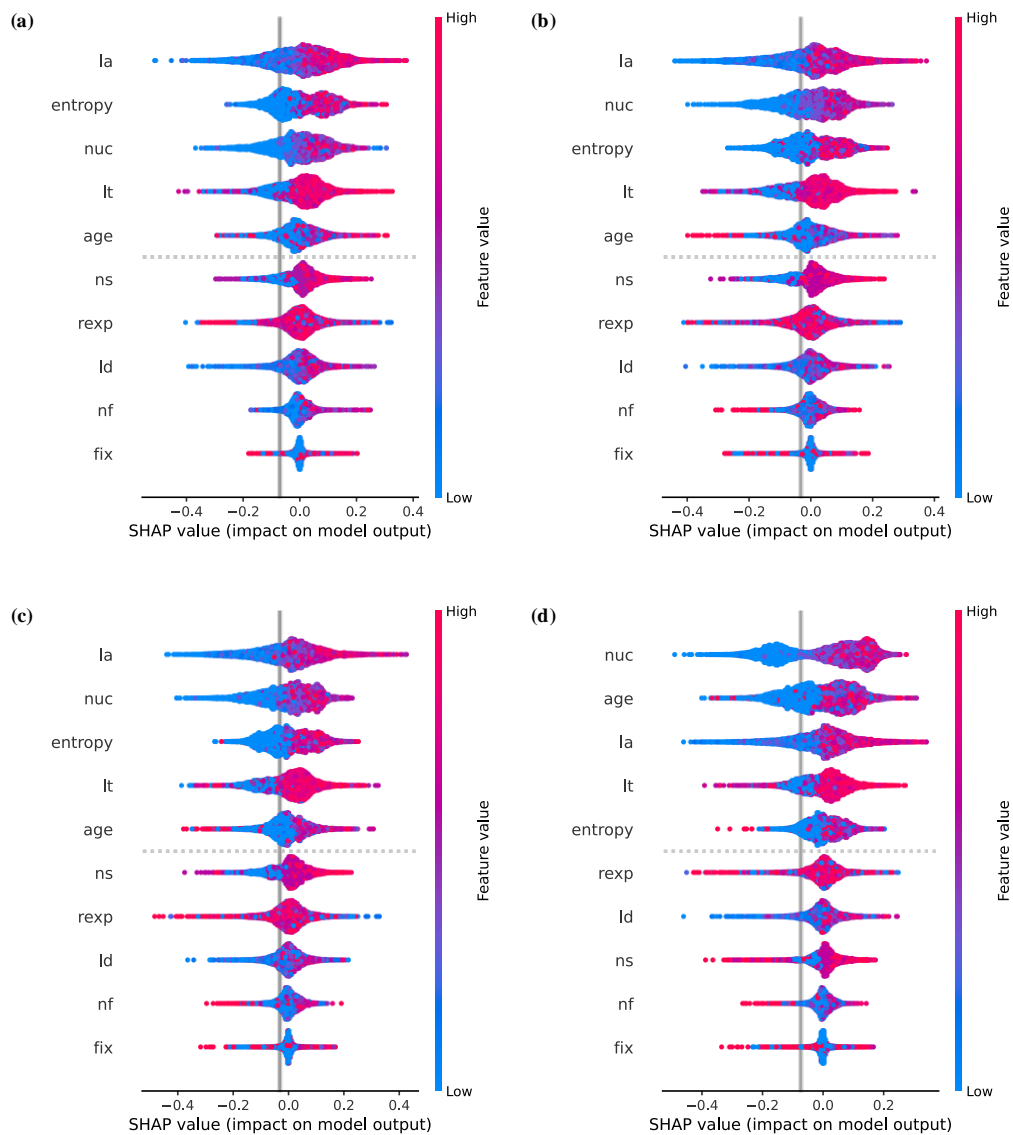 (a)
High
la
entropy
nuc
lt
age
ns
rexp
ld
nf
fix
Low
Feature value
−0.4 −0.2 0.0 0.2 0.4
SHAP value (impact on model output)
(b)
High
la
nuc
entropy
lt
age
ns
rexp
ld
nf
fix
Low
Feature value
−0.4 −0.2 0.0 0.2 0.4
SHAP value (impact on model output)
(c)
High
la
nuc
entropy
lt
age
ns
rexp
ld
nf
fix
Low
Feature value
−0.4 −0.2 0.0 0.2 0.4
SHAP value (impact on model output)
(d)
High
nuc
age
la
lt
entropy
rexp
ld
ns
nf
fix
Low
Feature value
−0.4 −0.2 0.0 0.2
SHAP value (impact on model output)